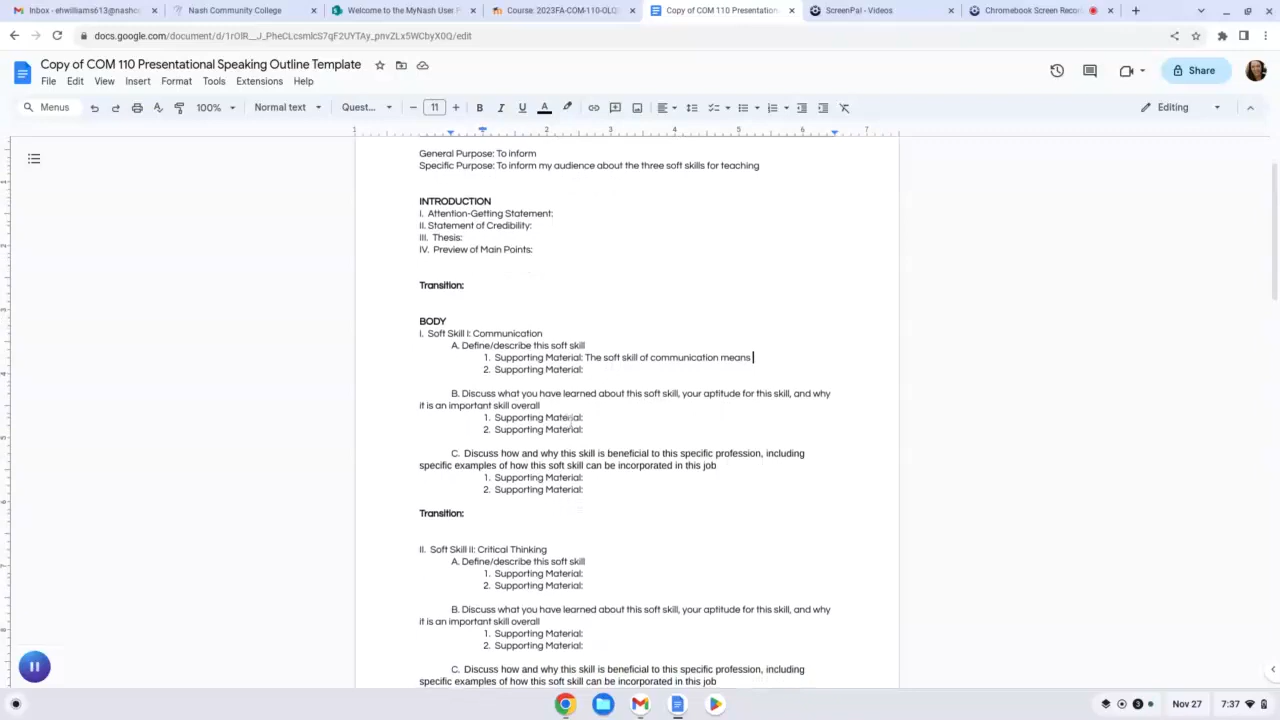 Inbox - ehwilliams613@nasho
Nash Community College
Welcome to the MyNash User P
Course: 2023FA-COM-110-OLQ
Copy of COM 110 Presentation
ScreenPal - Videos
Chromebook Screen Reco
Copy of COM 110 Presentational Speaking Outline Template
File Edit View Insert Format Tools Extensions Help
Share
Menus 100% Normal text Quest... 11 Editing
1 2 3 4 5 6 7
General Purpose: To inform
Specific Purpose: To inform my audience about the three soft skills for teaching
INTRODUCTION
I. Attention-Getting Statement:
II. Statement of Credibility:
III. Thesis:
IV. Preview of Main Points:
Transition:
BODY
I. Soft Skill I: Communication
A. Define/describe this soft skill
1. Supporting Material: The soft skill of communication means
2. Supporting Material:
B. Discuss what you have learned about this soft skill, your aptitude for this skill, and why
it is an important skill overall
1. Supporting Material:
2. Supporting Material:
C. Discuss how and why this skill is beneficial to this specific profession, including
specific examples of how this soft skill can be incorporated in this job
1. Supporting Material:
2. Supporting Material:
Transition:
II. Soft Skill II: Critical Thinking
A. Define/describe this soft skill
1. Supporting Material:
2. Supporting Material:
B. Discuss what you have learned about this soft skill, your aptitude for this skill, and why
it is an important skill overall
1. Supporting Material:
2. Supporting Material:
C. Discuss how and why this skill is beneficial to this specific profession, including
specific examples of how this soft skill can be incorporated in this job
Nov 27 7:37